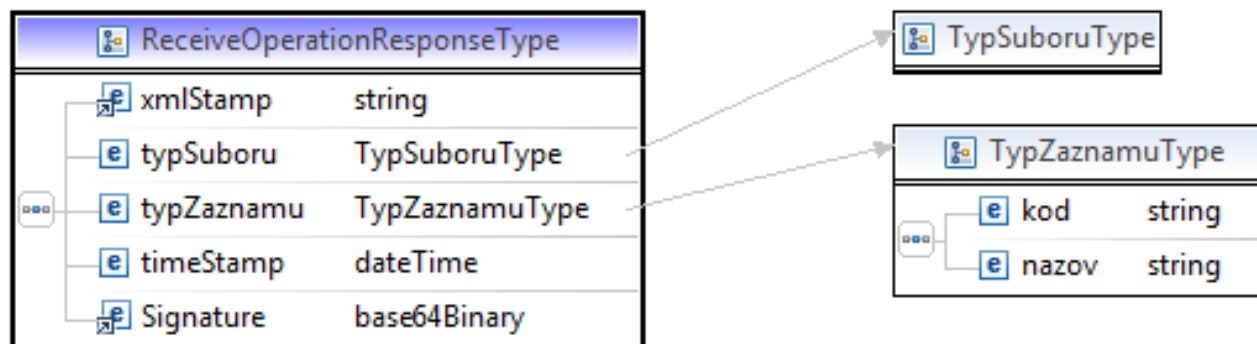 ReceiveOperationResponseType
xmlStamp string
typSuboru TypSuboruType
typZaznamu TypZaznamuType
timeStamp dateTime
Signature base64Binary
TypSuboruType
TypZaznamuType
kod string
nazov string